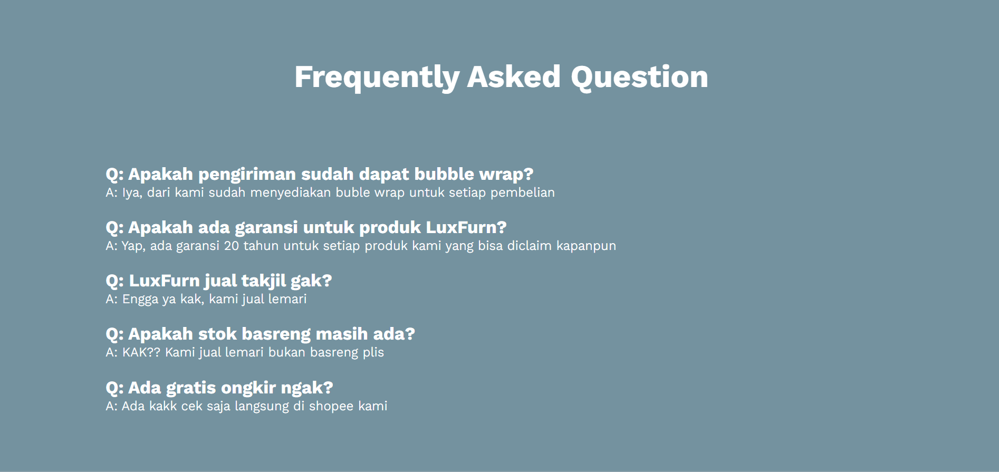 Frequently Asked Question
Q: Apakah pengiriman sudah dapat bubble wrap?
A: Iya, dari kami sudah menyediakan buble wrap untuk setiap pembelian
Q: Apakah ada garansi untuk produk LuxFurn?
A: Yap, ada garansi 20 tahun untuk setiap produk kami yang bisa diclaim kapanpun
Q: LuxFurn jual takjil gak?
A: Engga ya kak, kami jual lemari
Q: Apakah stok basreng masih ada?
A: KAK?? Kami jual lemari bukan basreng plis
Q: Ada gratis ongkir ngak?
A: Ada kakk cek saja langsung di shopee kami